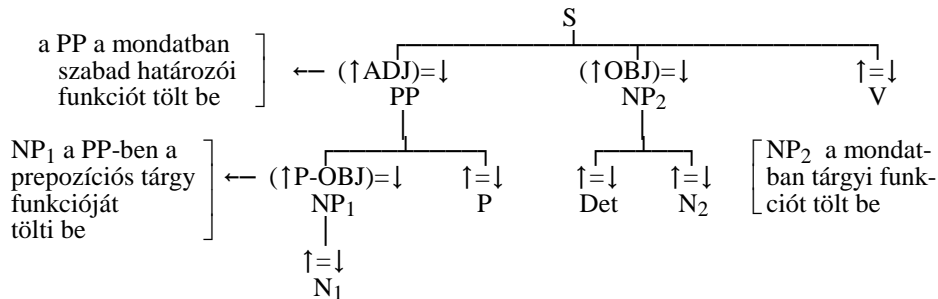 S
a PP a mondatban
szabad határozói
funkciót tölt be
←─ (↑ADJ)=↓ (↑OBJ)=↓ ↑=↓
PP NP₂ V
NP₁ a PP-ben a
prepozíciós tárgy
funkcióját
tölti be
←─ (↑P-OBJ)=↓ ↑=↓ ↑=↓ ↑=↓
NP₁ P Det N₂
NP₂ a mondat-
ban tárgyi funk-
ciót tölt be
↑=↓
N₁